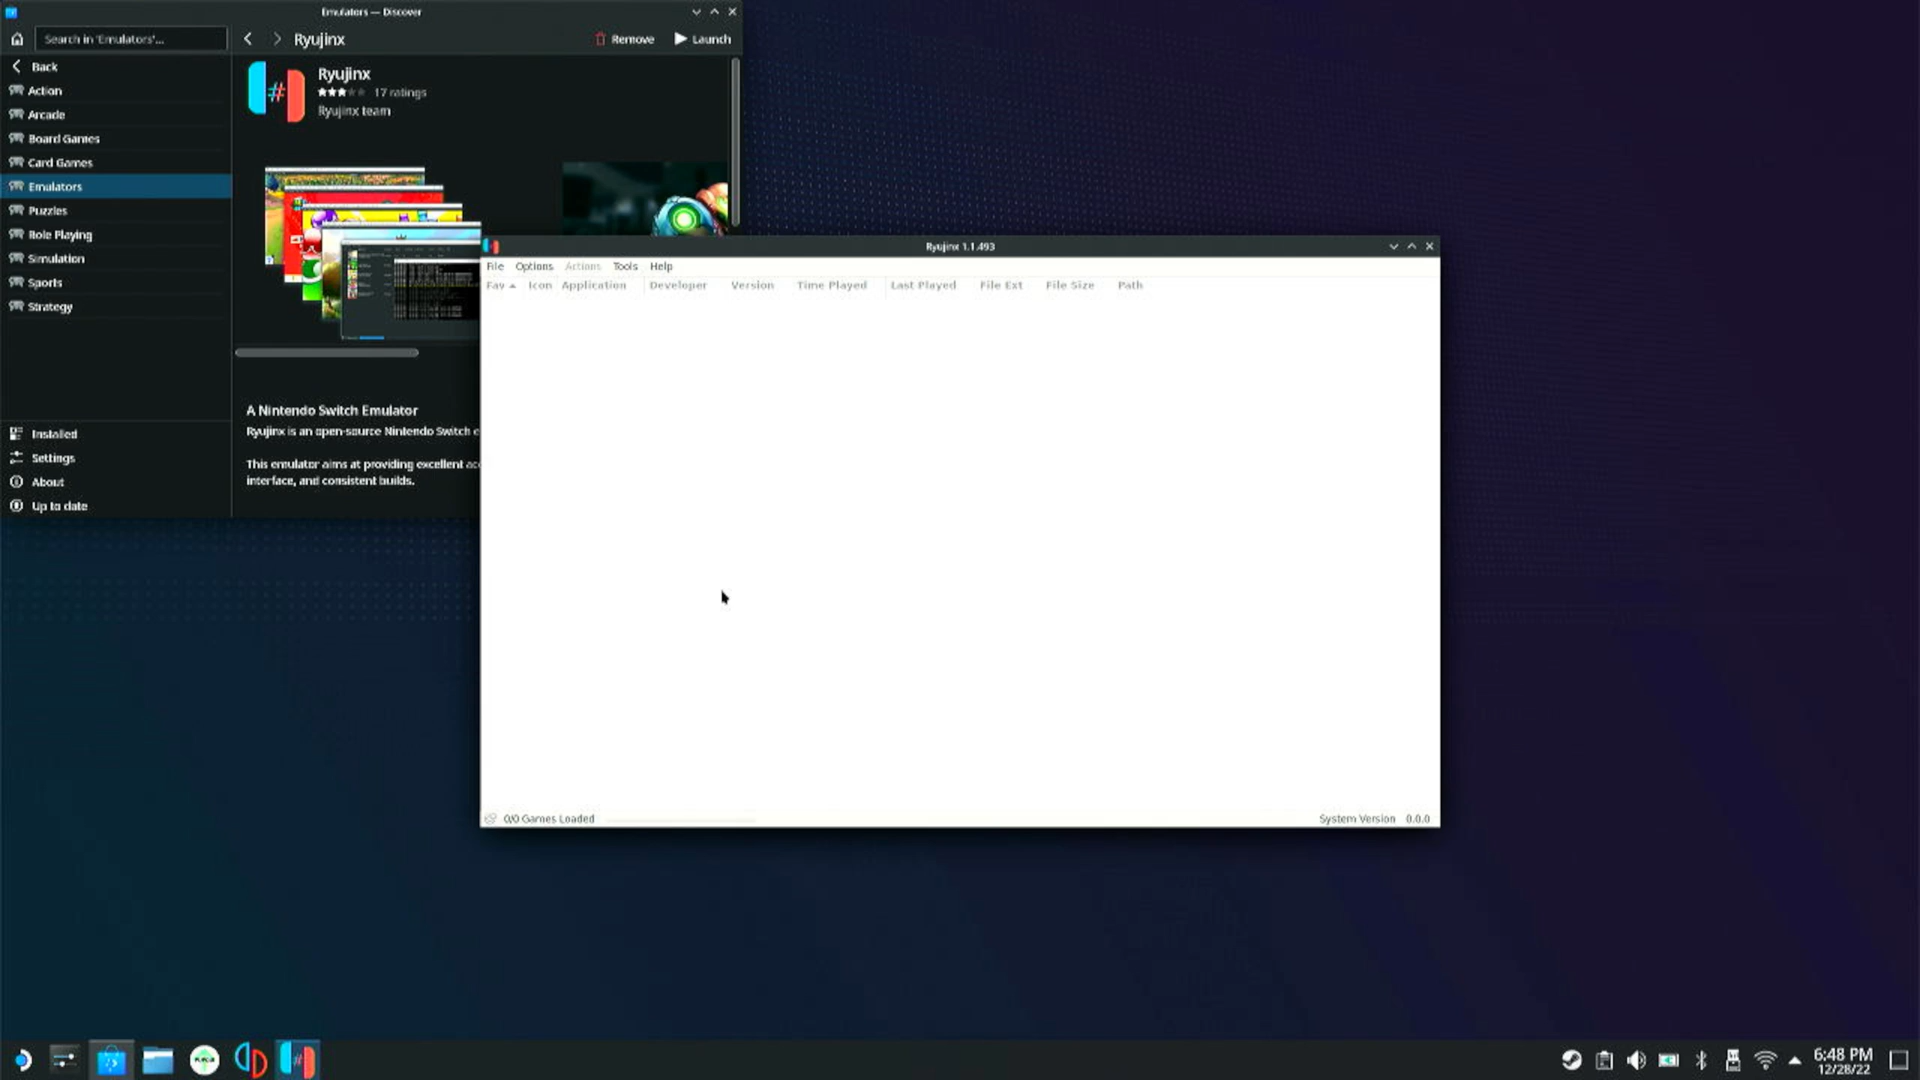 Emulators — Discover
Search in 'Emulators'...
Ryujinx
Remove
Launch
Back
Action
Arcade
Board Games
Card Games
Emulators
Puzzles
Role Playing
Simulation
Sports
Strategy
Installed
Settings
About
Up to date
Ryujinx
17 ratings
Ryujinx team
A Nintendo Switch Emulator
Ryujinx is an open-source Nintendo Switch
This emulator aims at providing excellent
interface, and consistent builds.
Ryujinx 1.1.493
File Options Actions Tools Help
Fav Icon Application Developer Version Time Played Last Played File Ext File Size Path
0/0 Games Loaded
System Version 0.0.0
6:48 PM
12/28/22